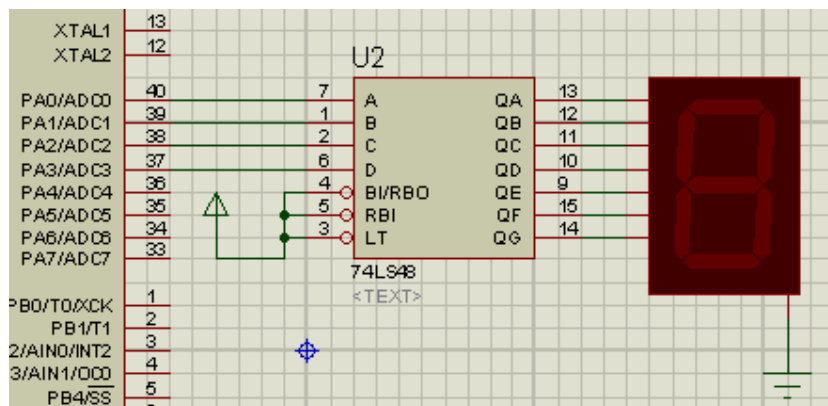 XTAL1 13
XTAL2 12
U2
PA0/ADC0 40 7 A QA 13
PA1/ADC1 39 1 B QB 12
PA2/ADC2 38 2 C QC 11
PA3/ADC3 37 6 D QD 10
PA4/ADC4 36 4 BI/RBO QE 9
PA5/ADC5 35 5 RBI QF 15
PA6/ADC6 34 3 LT QG 14
PA7/ADC7 33
74LS48
<TEXT>
PB0/T0/XCK 1
PB1/T1 2
2/AIN0/INT2 3
3/AIN1/OC0 4
PB4/SS 5